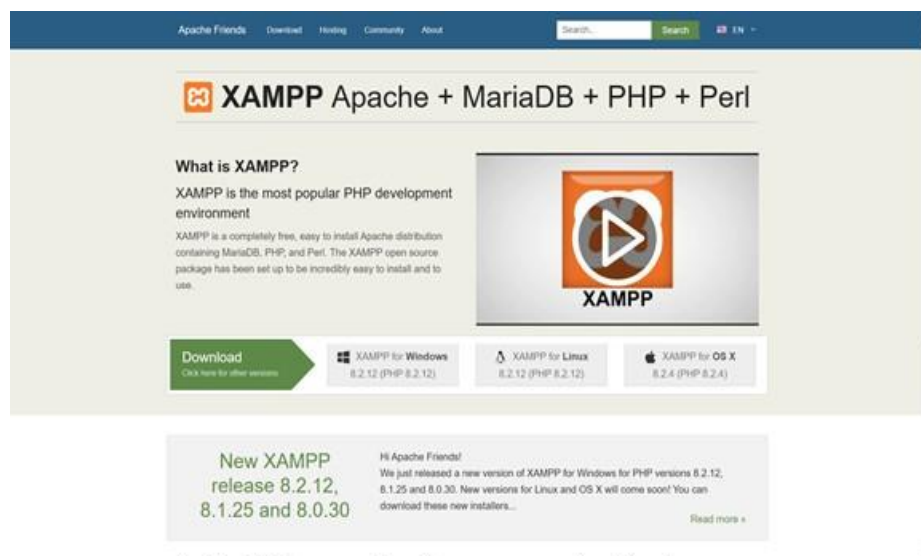 Apache Friends Download Hosting Community About Search... Search EN
XAMPP Apache + MariaDB + PHP + Perl
What is XAMPP?
XAMPP is the most popular PHP development
environment
XAMPP is a completely free, easy to install Apache distribution
containing MariaDB, PHP, and Perl. The XAMPP open source
package has been set up to be incredibly easy to install and to
use.
XAMPP
Download
Click here for other versions
XAMPP for Windows
8.2.12 (PHP 8.2.12)
XAMPP for Linux
8.2.12 (PHP 8.2.12)
XAMPP for OS X
8.2.4 (PHP 8.2.4)
New XAMPP
release 8.2.12,
8.1.25 and 8.0.30
Hi Apache Friends!
We just released a new version of XAMPP for Windows for PHP versions 8.2.12,
8.1.25 and 8.0.30. New versions for Linux and OS X will come soon! You can
download these new installers...
Read more »